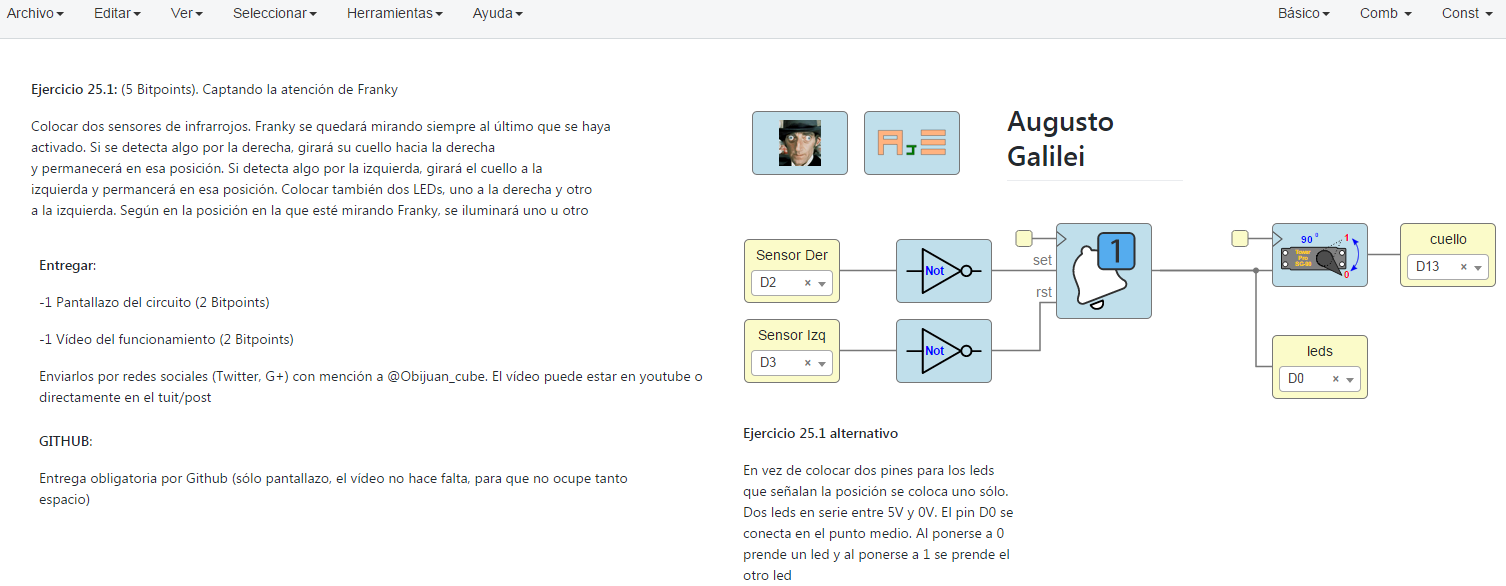 Archivo Editar Ver Seleccionar Herramientas Ayuda Básico Comb Const
Ejercicio 25.1: (5 Bitpoints). Captando la atención de Franky
Colocar dos sensores de infrarrojos. Franky se quedará mirando siempre al último que se haya
activado. Si se detecta algo por la derecha, girará su cuello hacia la derecha
y permanecerá en esa posición. Si detecta algo por la izquierda, girará el cuello a la
izquierda y permancerá en esa posición. Colocar también dos LEDs, uno a la derecha y otro
a la izquierda. Según en la posición en la que esté mirando Franky, se iluminará uno u otro
Entregar:
-1 Pantallazo del circuito (2 Bitpoints)
-1 Vídeo del funcionamiento (2 Bitpoints)
Enviarlos por redes sociales (Twitter, G+) con mención a @Obijuan_cube. El vídeo puede estar en youtube o
directamente en el tuit/post
GITHUB:
Entrega obligatoria por Github (sólo pantallazo, el vídeo no hace falta, para que no ocupe tanto
espacio)
Augusto
Galilei
Sensor Der
D2
Not
Sensor Izq
D3
Not
set
rst
1
90°
1
0
Tower
Pro
SG-90
cuello
D13
leds
D0
Ejercicio 25.1 alternativo
En vez de colocar dos pines para los leds
que señalan la posición se coloca uno sólo.
Dos leds en serie entre 5V y 0V. El pin D0 se
conecta en el punto medio. Al ponerse a 0
prende un led y al ponerse a 1 se prende el
otro led